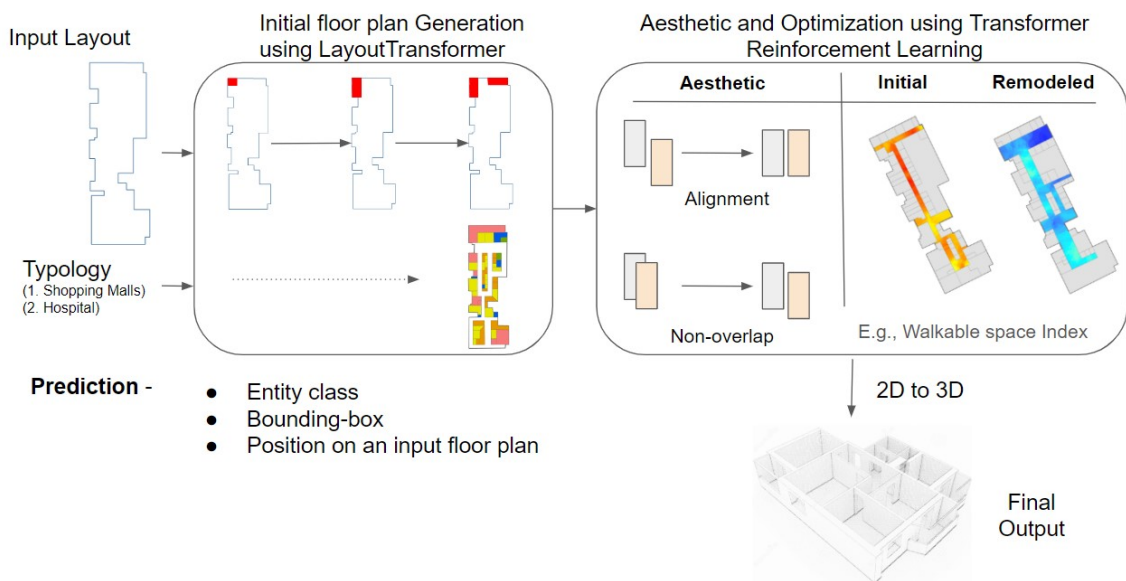 Input Layout
Initial floor plan Generation
using LayoutTransformer
Aesthetic and Optimization using Transformer
Reinforcement Learning
Aesthetic
Initial
Remodeled
Alignment
Typology
(1. Shopping Malls)
(2. Hospital)
Non-overlap
E.g., Walkable space Index
Prediction -
● Entity class
● Bounding-box
● Position on an input floor plan
2D to 3D
Final
Output